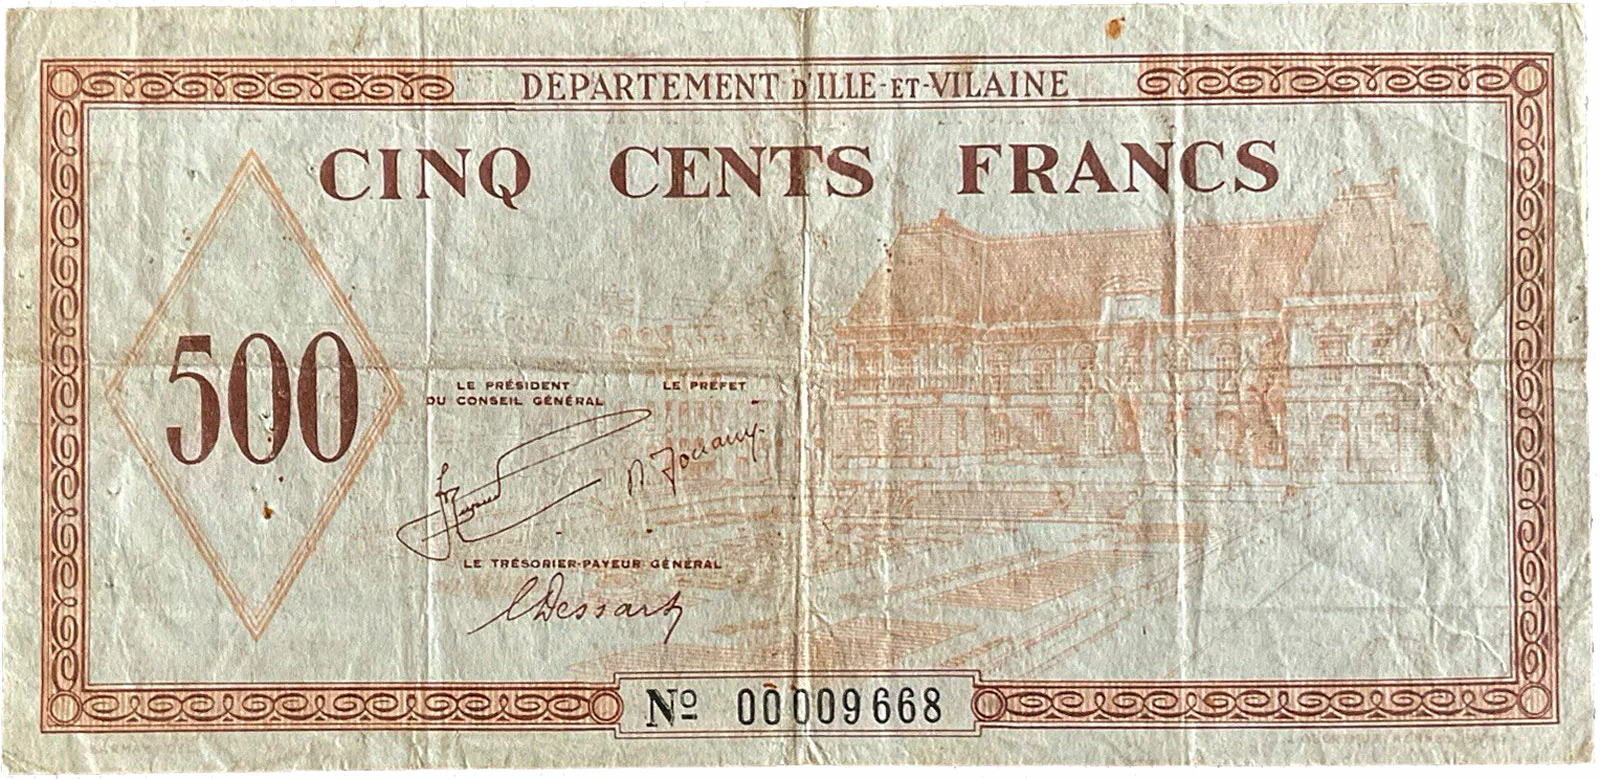 DEPARTEMENT D'ILLE-ET-VILAINE
CINQ CENTS FRANCS
500
LE PRÉSIDENT
DU CONSEIL GÉNÉRAL
LE PRÉFET
LE TRÉSORIER-PAYEUR GÉNÉRAL
Dessart
Nº 00009668